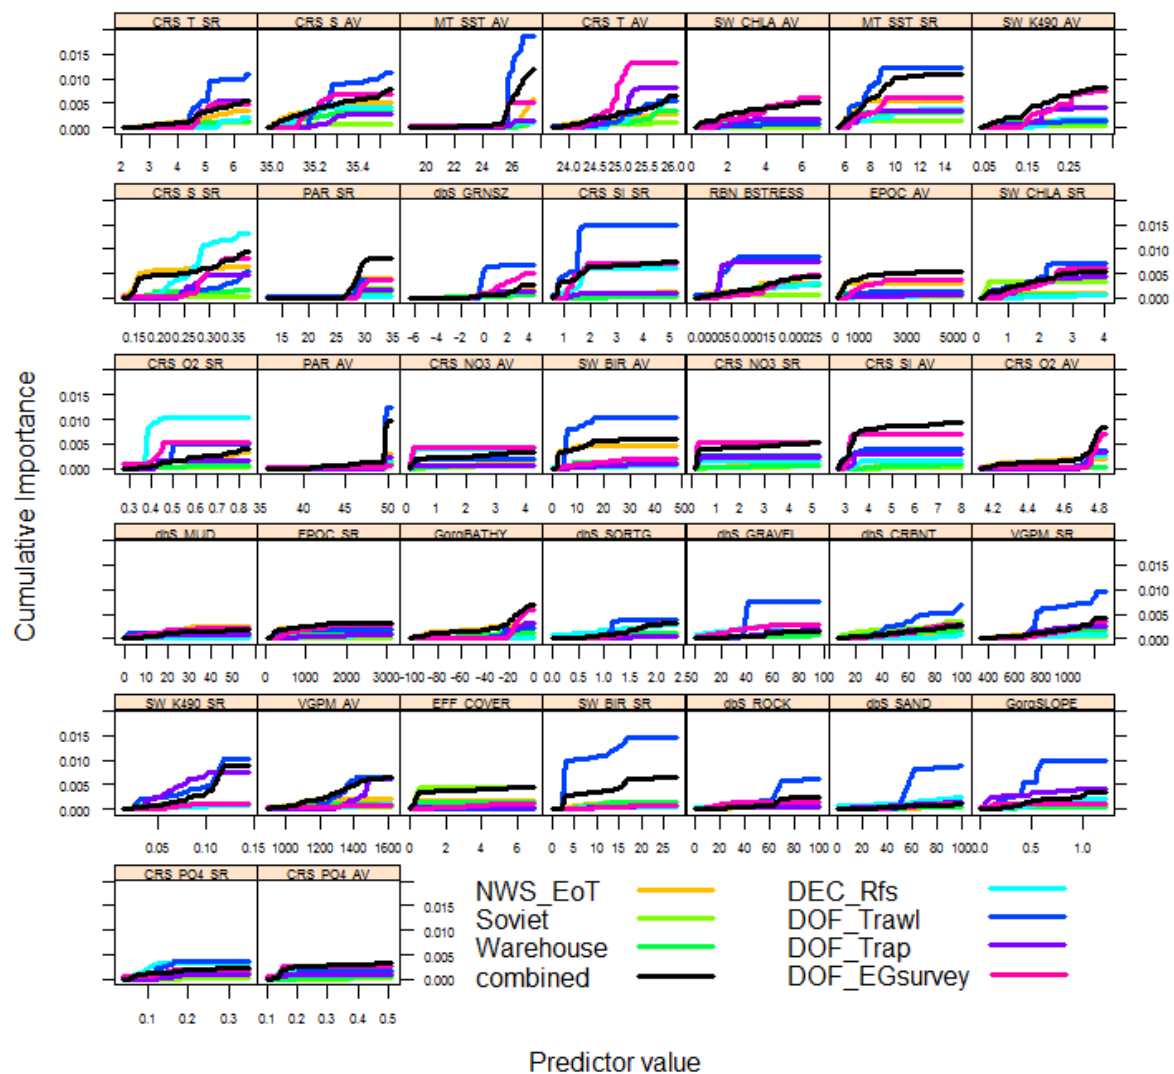 CRS_T_SR CRS_S_AV MT_SST_AV CRS_T_AV SW_CHLA_AV MT_SST_SR SW_K490_AV
0.015
0.010
0.005
0.000
2 3 4 5 6 35.0 35.2 35.4 20 22 24 26 24.0 24.5 25.0 25.5 26.0 0 2 4 6 6 8 10 12 14 0.05 0.15 0.25
CRS_S_SR PAR_SR dbS_GRNSZ CRS_SI_SR RBN_BSTRESS EPOC_AV SW_CHLA_SR
0.015
0.010
0.005
0.000
0.15 0.20 0.25 0.30 0.35 15 20 25 30 35 -6 -4 -2 0 2 4 1 2 3 4 5 0.00005 0.00015 0.00025 0 1000 3000 5000 0 1 2 3 4
CRS_O2_SR PAR_AV CRS_NO3_AV SW_BIR_AV CRS_NO3_SR CRS_SI_AV CRS_O2_AV
0.015
0.010
0.005
0.000
0.3 0.4 0.5 0.6 0.7 0.8 35 40 45 50 0 1 2 3 4 0 10 20 30 40 500 1 2 3 4 5 3 4 5 6 7 8 4.2 4.4 4.6 4.8
dbS_MUD EPOC_SR GorgBATHY dbS_SORTG dbS_GRAVEL dbS_CRBNT VGPM_SR
0.015
0.010
0.005
0.000
0 10 20 30 40 50 0 1000 2000 3000 -100 -80 -60 -40 -20 0 0.0 0.5 1.0 1.5 2.0 2.50 20 40 60 80 100 20 40 60 80 100 400 600 800 1000
SW_K490_SR VGPM_AV EFF_COVER SW_BIR_SR dbS_ROCK dbS_SAND GorgSLOPE
0.015
0.010
0.005
0.000
0.05 0.10 0.15 1000 1200 1400 1600 0 2 4 6 0 5 10 15 20 25 0 20 40 60 80 100 0 20 40 60 80 1000.0 0.5 1.0
CRS_PO4_SR CRS_PO4_AV
0.015
0.010
0.005
0.000
0.1 0.2 0.3 0.1 0.2 0.3 0.4 0.5
NWS_EoT
Soviet
Warehouse
combined
DEC_Rfs
DOF_Trawl
DOF_Trap
DOF_EGsurvey
Cumulative Importance
Predictor value